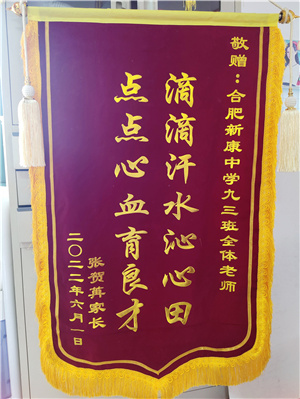 敬赠：合肥新康中学九三班全体老师
滴滴汗水沁心田
点点心血育良才
张贺苒家长
二〇二二年六月一日